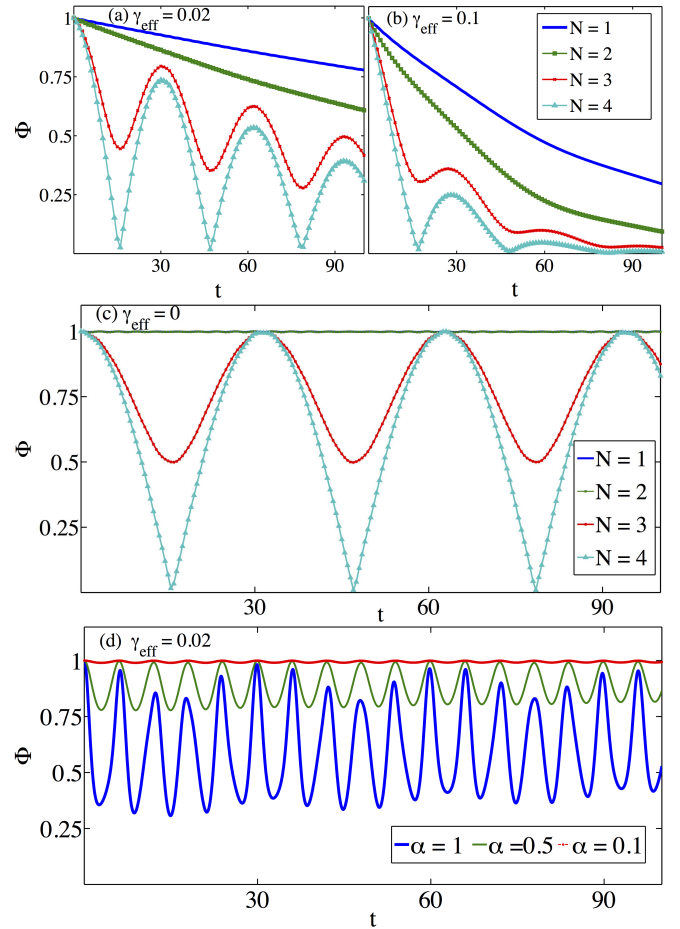 (a) γeff = 0.02
(b) γeff = 0.1
1
0.75
0.5
0.25
Φ
30 60 90
t
N = 1
N = 2
N = 3
N = 4
30 60 90
t
(c) γeff = 0
1
0.75
0.5
0.25
Φ
N = 1
N = 2
N = 3
N = 4
30 60 90
t
(d) γeff = 0.02
1
0.75
0.5
0.25
Φ
α = 1 α =0.5 α = 0.1
30 60 90
t